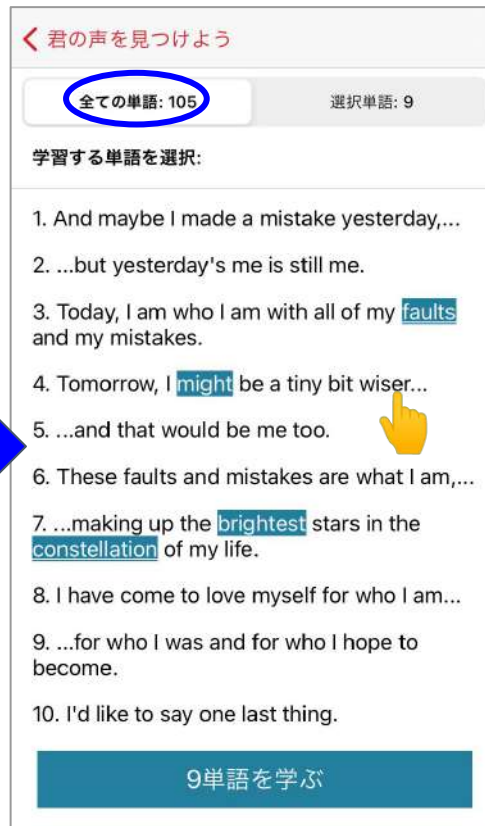 君の声を見つけよう
全ての単語: 105
選択単語: 9
学習する単語を選択:
1. And maybe I made a mistake yesterday,...
2. ...but yesterday's me is still me.
3. Today, I am who I am with all of my faults
and my mistakes.
4. Tomorrow, I might be a tiny bit wiser...
5. ...and that would be me too.
6. These faults and mistakes are what I am,...
7. ...making up the brightest stars in the
constellation of my life.
8. I have come to love myself for who I am...
9. ...for who I was and for who I hope to
become.
10. I'd like to say one last thing.
9単語を学ぶ